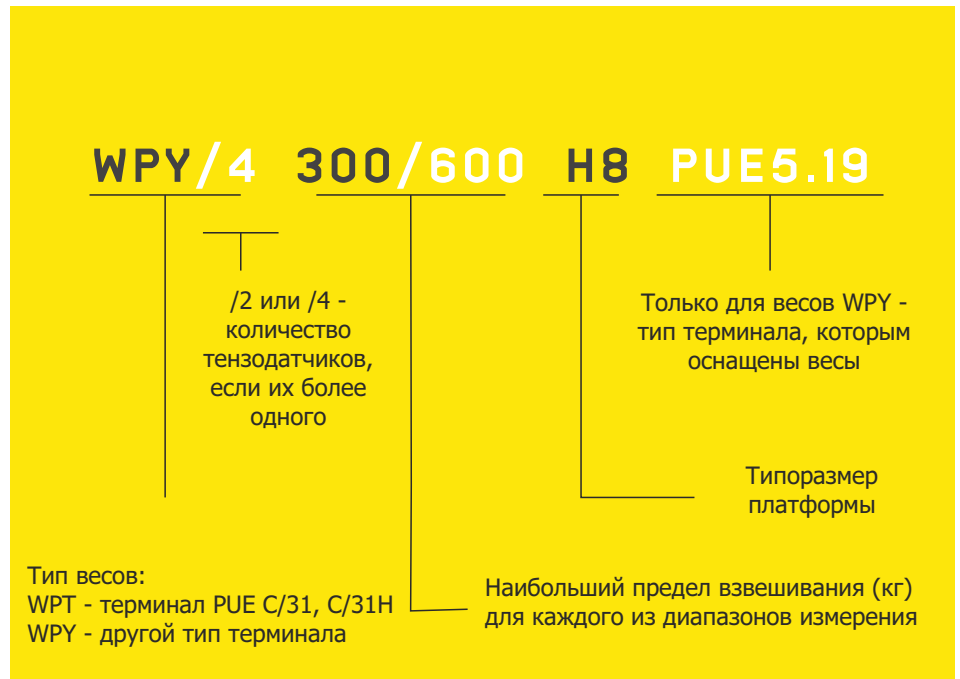 WPY/4 300/600 H8 PUE5.19
/2 или /4 -
количество
тензодатчиков,
если их более
одного
Только для весов WPY -
тип терминала, которым
оснащены весы
Типоразмер
платформы
Тип весов:
WPT - терминал PUE C/31, C/31H
WPY - другой тип терминала
Наибольший предел взвешивания (кг)
для каждого из диапазонов измерения